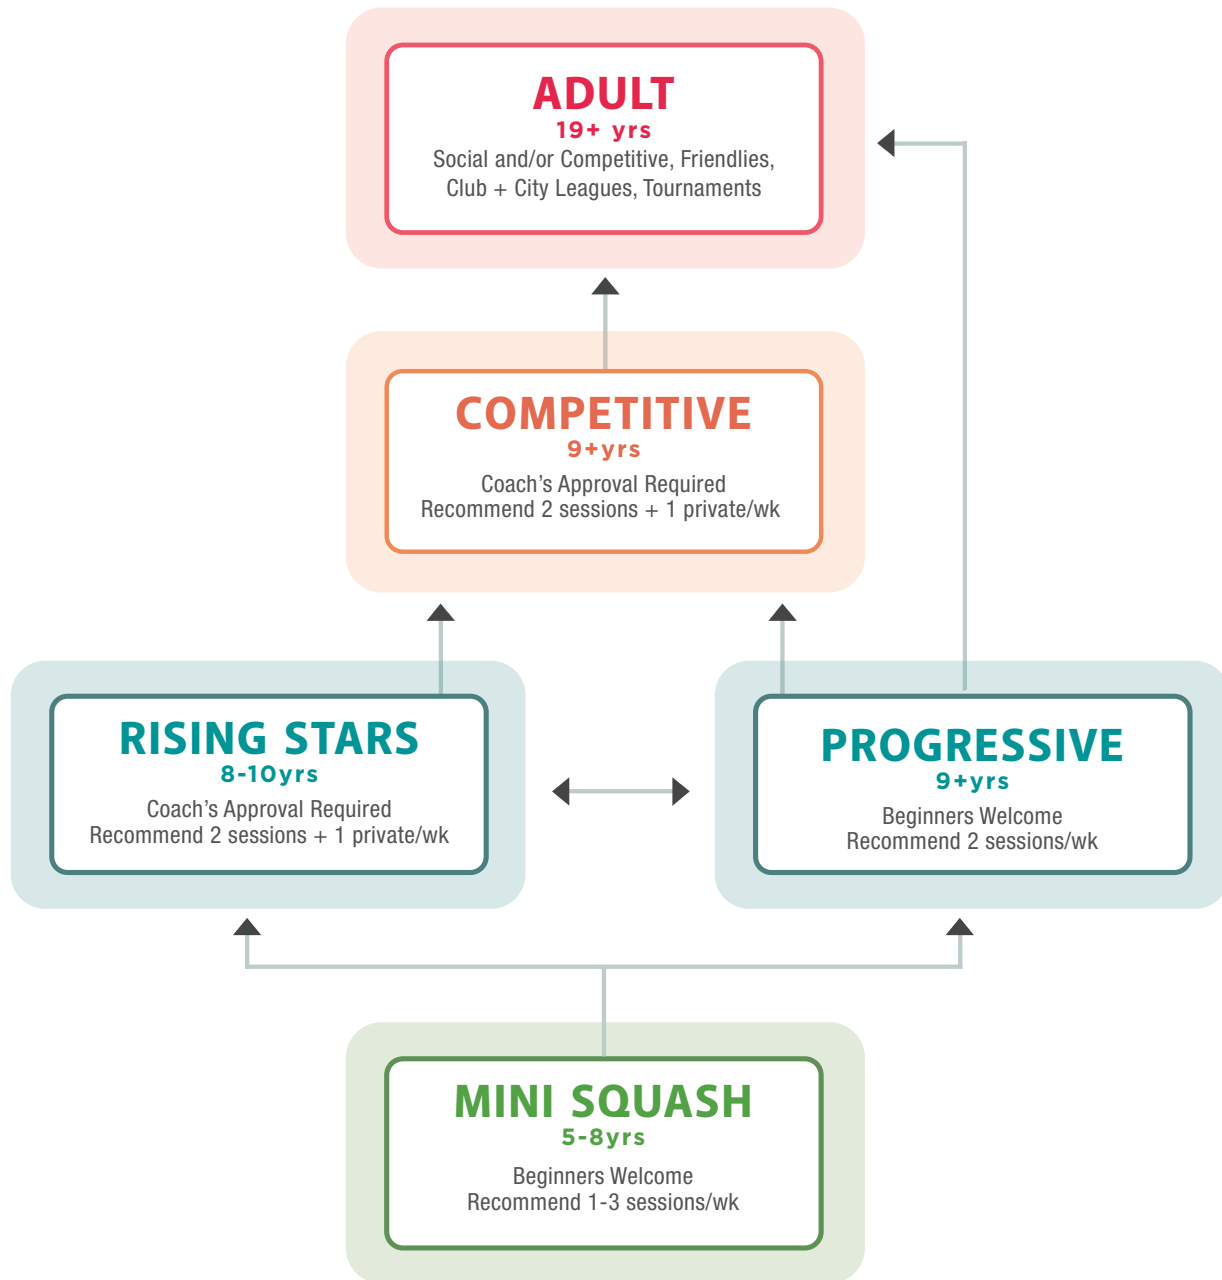 ADULT
19+ yrs
Social and/or Competitive, Friendlies,
Club + City Leagues, Tournaments
COMPETITIVE
9+yrs
Coach's Approval Required
Recommend 2 sessions + 1 private/wk
RISING STARS
8-10yrs
Coach's Approval Required
Recommend 2 sessions + 1 private/wk
PROGRESSIVE
9+yrs
Beginners Welcome
Recommend 2 sessions/wk
MINI SQUASH
5-8yrs
Beginners Welcome
Recommend 1-3 sessions/wk